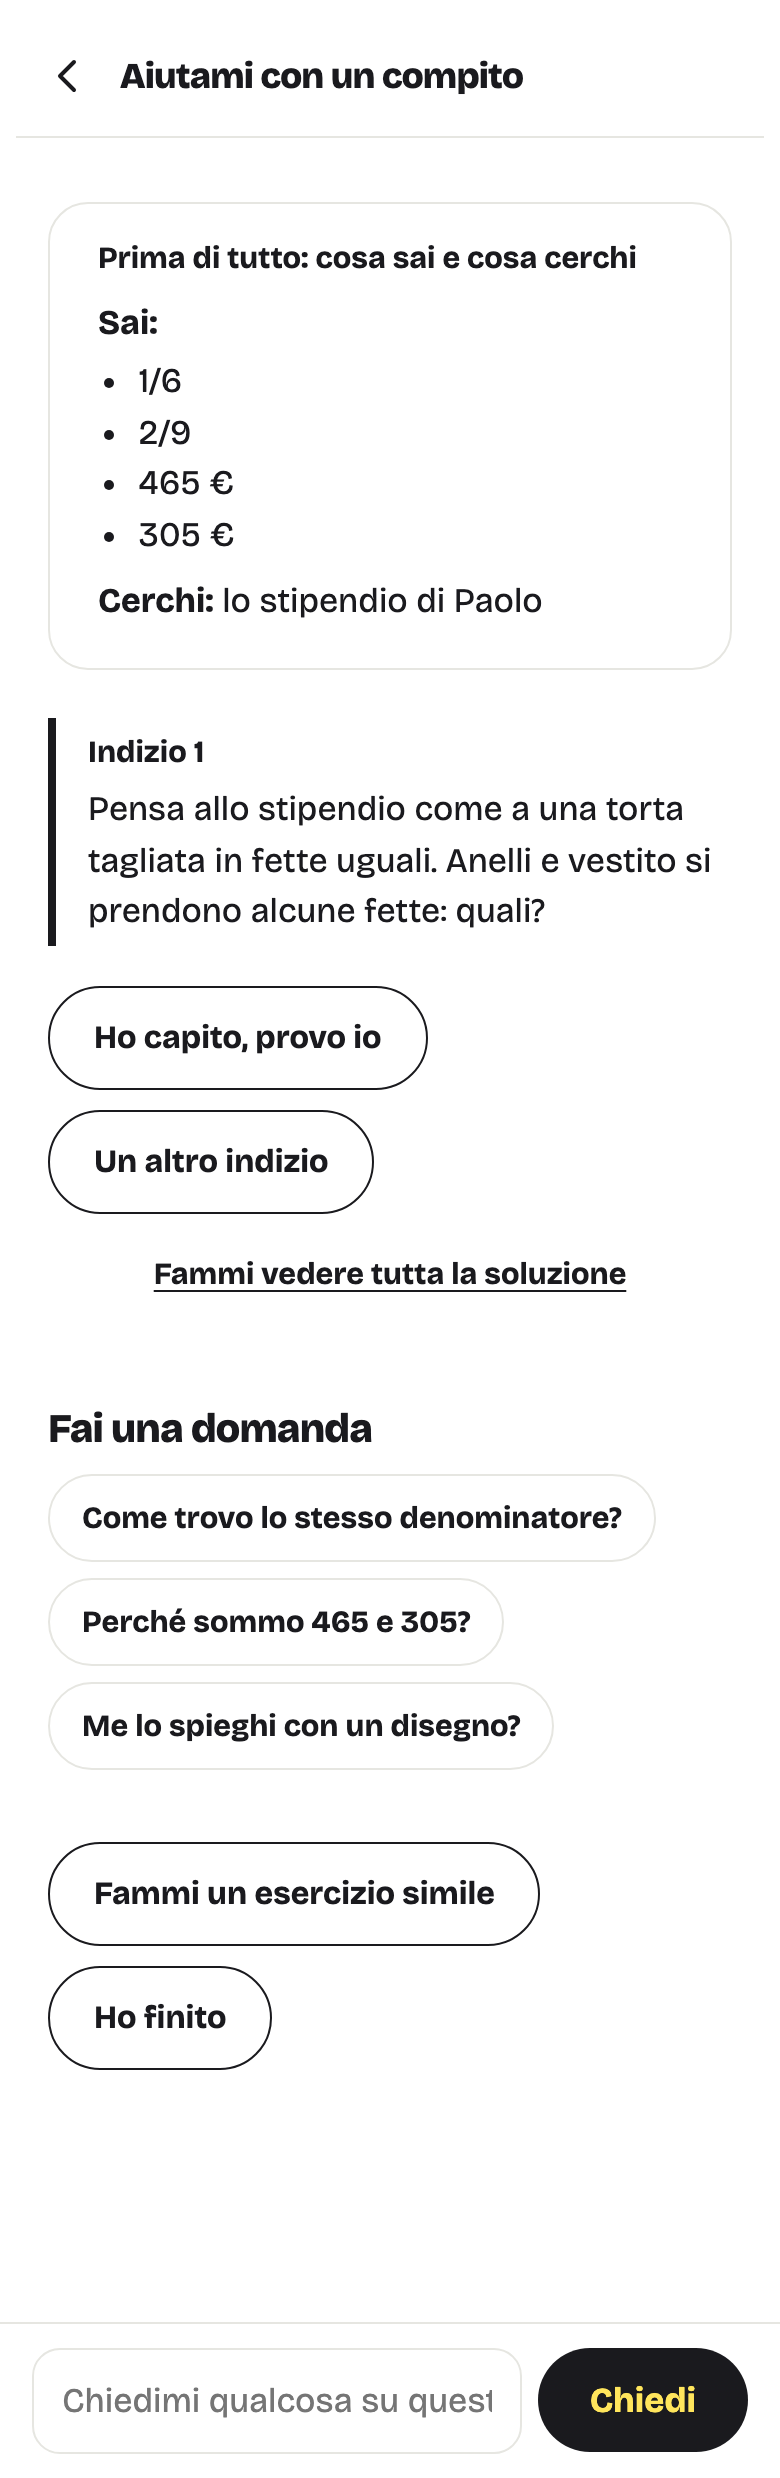 Aiutami con un compito
Prima di tutto: cosa sai e cosa cerchi
Sai:
• 1/6
• 2/9
• 465 €
• 305 €
Cerchi: lo stipendio di Paolo
Indizio 1
Pensa allo stipendio come a una torta
tagliata in fette uguali. Anelli e vestito si
prendono alcune fette: quali?
Ho capito, provo io
Un altro indizio
Fammi vedere tutta la soluzione
Fai una domanda
Come trovo lo stesso denominatore?
Perché sommo 465 e 305?
Me lo spieghi con un disegno?
Fammi un esercizio simile
Ho finito
Chiedimi qualcosa su quest
Chiedi